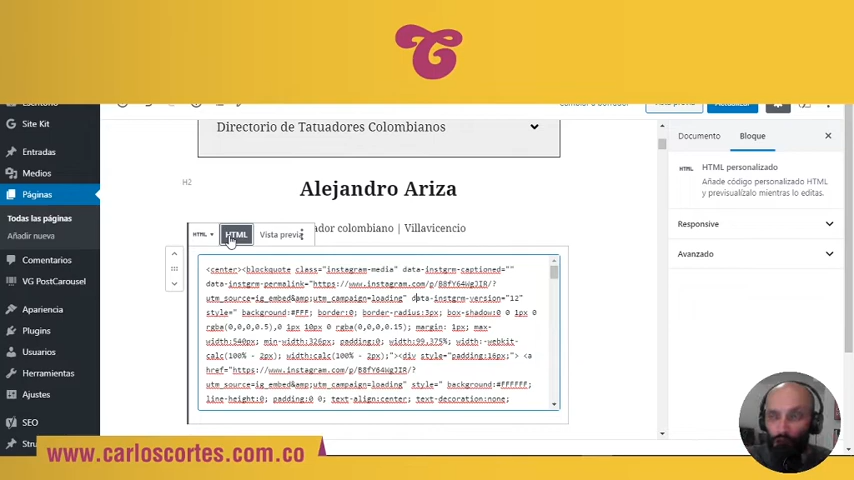 Escritorio
Site Kit
Entradas
Medios
Páginas
Todas las páginas
Añadir nueva
Comentarios
VG PostCarousel
Apariencia
Plugins
Usuarios
Herramientas
Ajustes
SEO
Cambiar a borrador
Vista previa
Actualizar
Directorio de Tatuadores Colombianos
H2
Alejandro Ariza
ador colombiano | Villavicencio
HTML
HTML
Vista previa
<center><blockquote class="instagram-media" data-instgrm-captioned=""
data-instgrm-permalink="https://www.instagram.com/p/B8fY64WgJIR/?
utm_source=ig_embed&amp;utm_campaign=loading" data-instgrm-version="12"
style=" background:#FFF; border:0; border-radius:3px; box-shadow:0 0 1px 0
rgba(0,0,0,0.5),0 1px 10px 0 rgba(0,0,0,0.15); margin: 1px; max-
width:540px; min-width:326px; padding:0; width:99.375%; width:-webkit-
calc(100% - 2px); width:calc(100% - 2px);"><div style="padding:16px;"> <a
href="https://www.instagram.com/p/B8fY64WgJIR/?
utm_source=ig_embed&amp;utm_campaign=loading" style=" background:#FFFFFF;
line-height:0; padding:0 0; text-align:center; text-decoration:none;
Documento
Bloque
HTML
HTML personalizado
Añade código personalizado HTML
y previsualízalo mientras lo editas.
Responsive
Avanzado
www.carloscortes.com.co